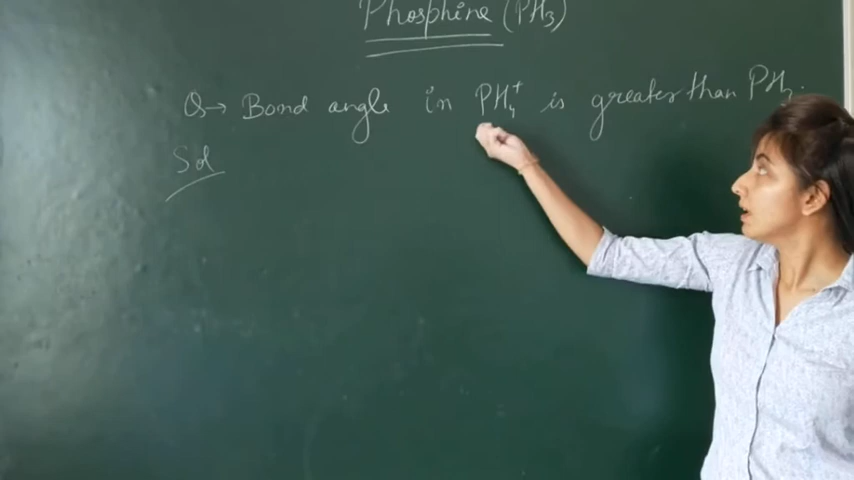 Phosphine (PH3)
Q→ Bond angle in PH4+ is greater than PH3.
Sol